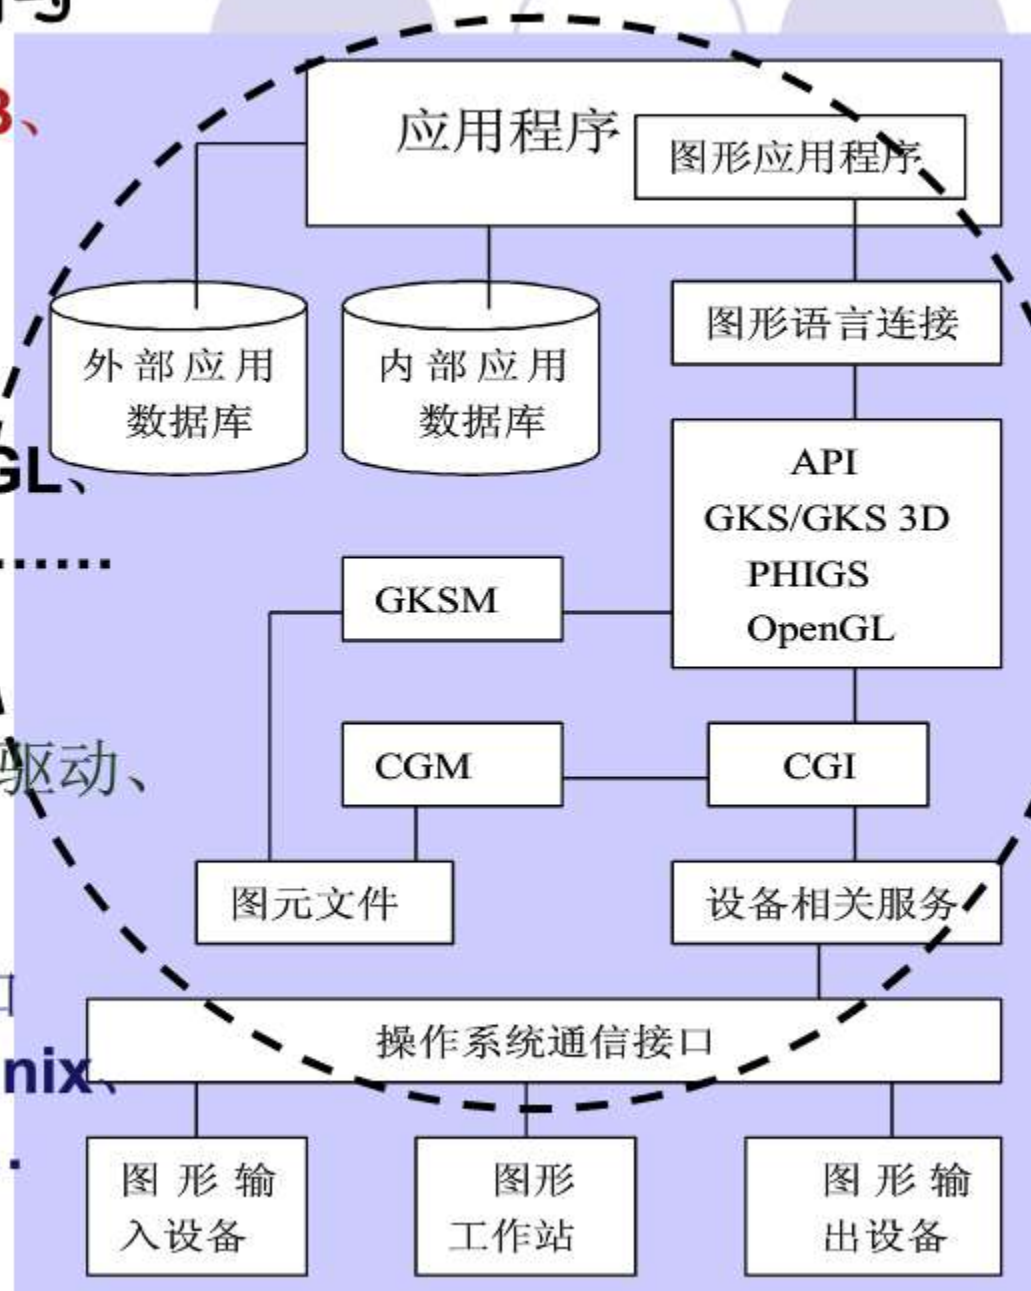 应用程序
图形应用程序
外部应用
数据库
内部应用
数据库
图形语言连接
GL、
......
API
GKS/GKS 3D
PHIGS
OpenGL
GKSM
CGM
CGI
驱动、
图元文件
设备相关服务
口
操作系统通信接口
nix、
图形输
入设备
图形
工作站
图形输
出设备